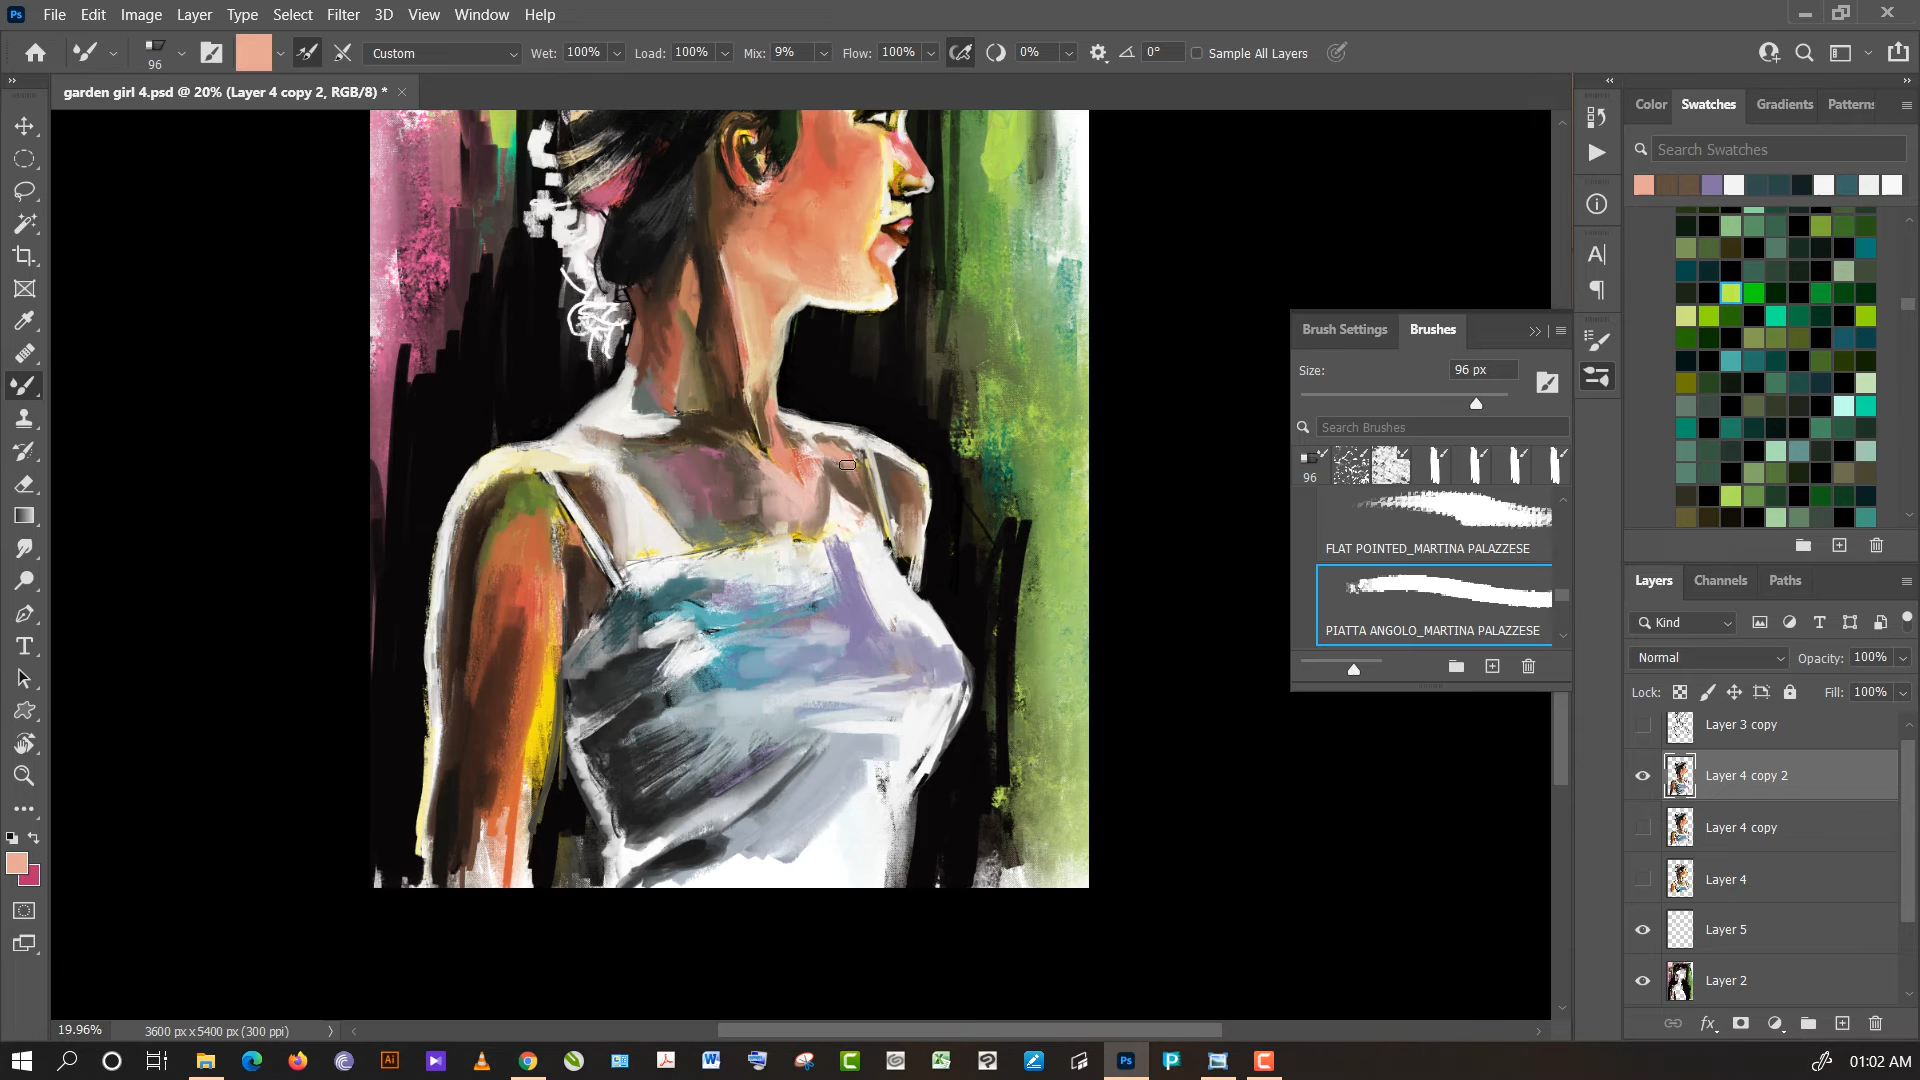 File Edit Image Layer Type Select Filter 3D View Window Help
96 Custom Wet: 100% Load: 100% Mix: 9% Flow: 100% 0% 0° Sample All Layers
garden girl 4.psd @ 20% (Layer 4 copy 2, RGB/8) *
Color Swatches Gradients Patterns
Search Swatches
Brush Settings Brushes
Size: 96 px
Search Brushes
96
FLAT POINTED_MARTINA PALAZZESE
PIATTA ANGOLO_MARTINA PALAZZESE
Layers Channels Paths
Kind
Normal Opacity: 100%
Lock: Fill: 100%
Layer 3 copy
Layer 4 copy 2
Layer 4 copy
Layer 4
Layer 5
Layer 2
19.96% 3600 px x 5400 px (300 ppi)
01:02 AM